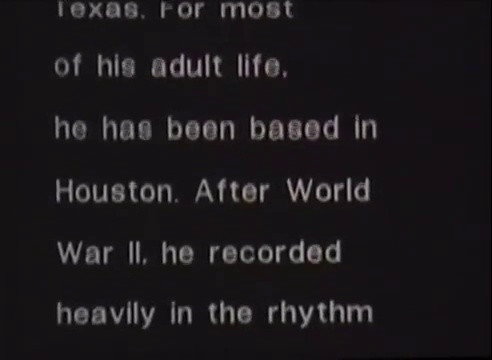 Texas. For most
of his adult life,
he has been based in
Houston. After World
War II, he recorded
heavily in the rhythm